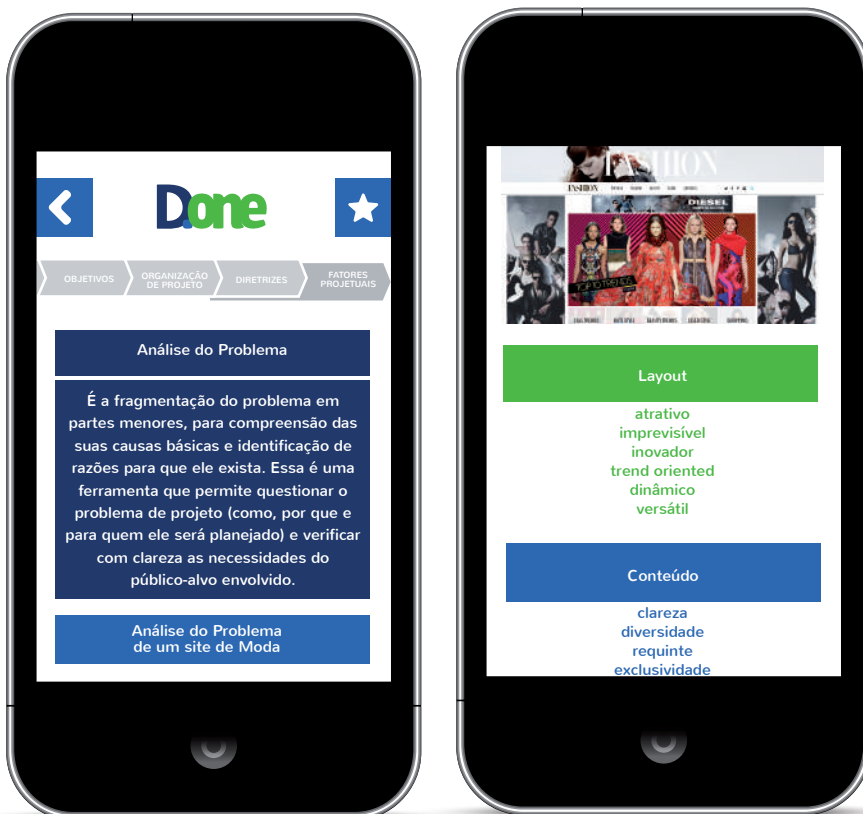 D.one
OBJETIVOS
ORGANIZAÇÃO
DE PROJETO
DIRETRIZES
FATORES
PROJETUAIS
Análise do Problema
É a fragmentação do problema em
partes menores, para compreensão das
suas causas básicas e identificação de
razões para que ele exista. Essa é uma
ferramenta que permite questionar o
problema de projeto (como, por que e
para quem ele será planejado) e verificar
com clareza as necessidades do
público-alvo envolvido.
Análise do Problema
de um site de Moda
FASHION
FASHION
DIESEL
TOP 10 TRENDS
Layout
atrativo
imprevisível
inovador
trend oriented
dinâmico
versátil
Conteúdo
clareza
diversidade
requinte
exclusividade